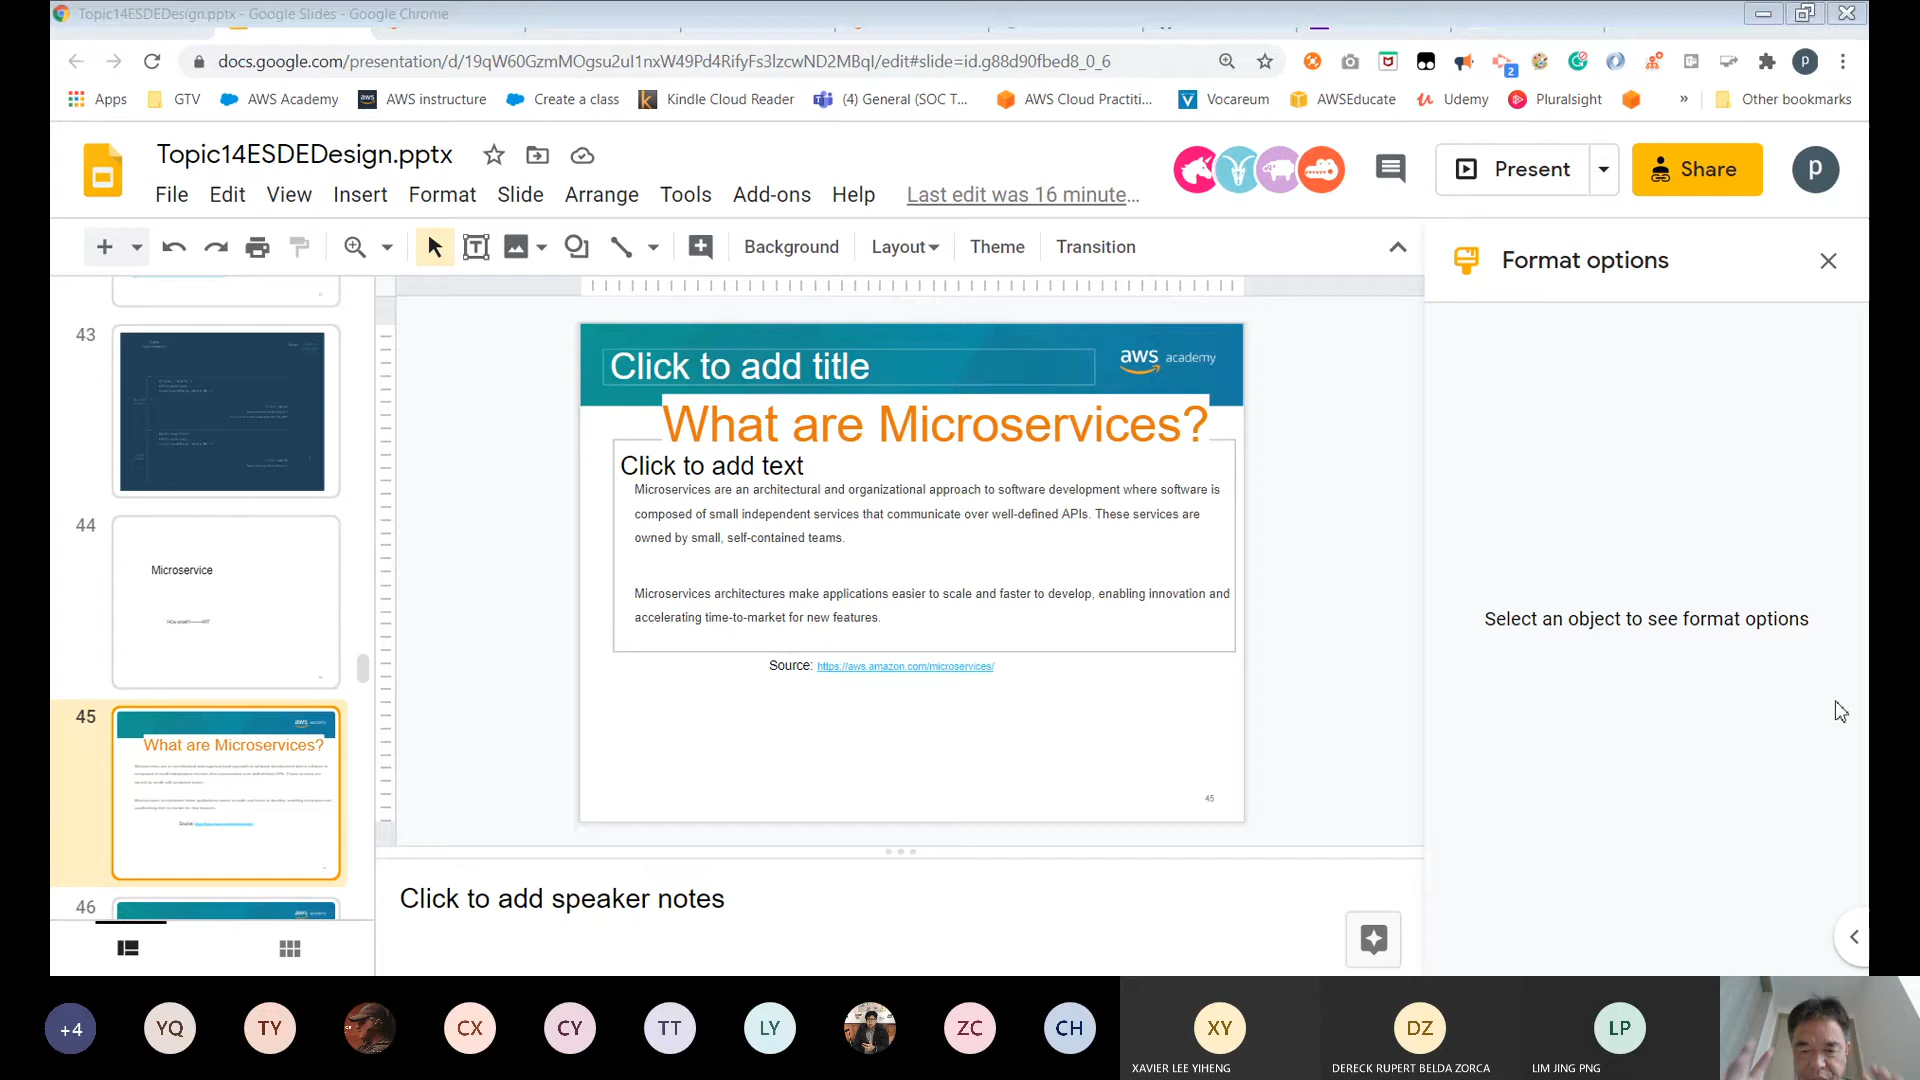 Topic14ESDEDesign.pptx - Google Slides - Google Chrome
docs.google.com/presentation/d/19qW60GzmMOgsu2uI1nxW49Pd4RifyFs3lzcwND2MBqI/edit#slide=id.g88d90fbed8_0_6
2
p
Apps
GTV
AWS Academy
aws
AWS instructure
Create a class
Kindle Cloud Reader
(4) General (SOC T...
AWS Cloud Practiti...
Vocareum
AWSEducate
Udemy
Pluralsight
»
Other bookmarks
Topic14ESDEDesign.pptx
Present
Share
p
File Edit View Insert Format Slide Arrange Tools Add-ons Help
Last edit was 16 minute...
Background
Layout
Theme
Transition
Format options
43
44
Microservice
45
aws academy
What are Microservices?
46
aws
Click to add title
aws academy
What are Microservices?
Click to add text
Microservices are an architectural and organizational approach to software development where software is
composed of small independent services that communicate over well-defined APIs. These services are
owned by small, self-contained teams.
Microservices architectures make applications easier to scale and faster to develop, enabling innovation and
accelerating time-to-market for new features.
Source: https://aws.amazon.com/microservices/
45
Select an object to see format options
Click to add speaker notes
+4
YQ
TY
CX
CY
TT
LY
ZC
CH
XY
XAVIER LEE YIHENG
DZ
DERECK RUPERT BELDA ZORCA
LP
LIM JING PNG